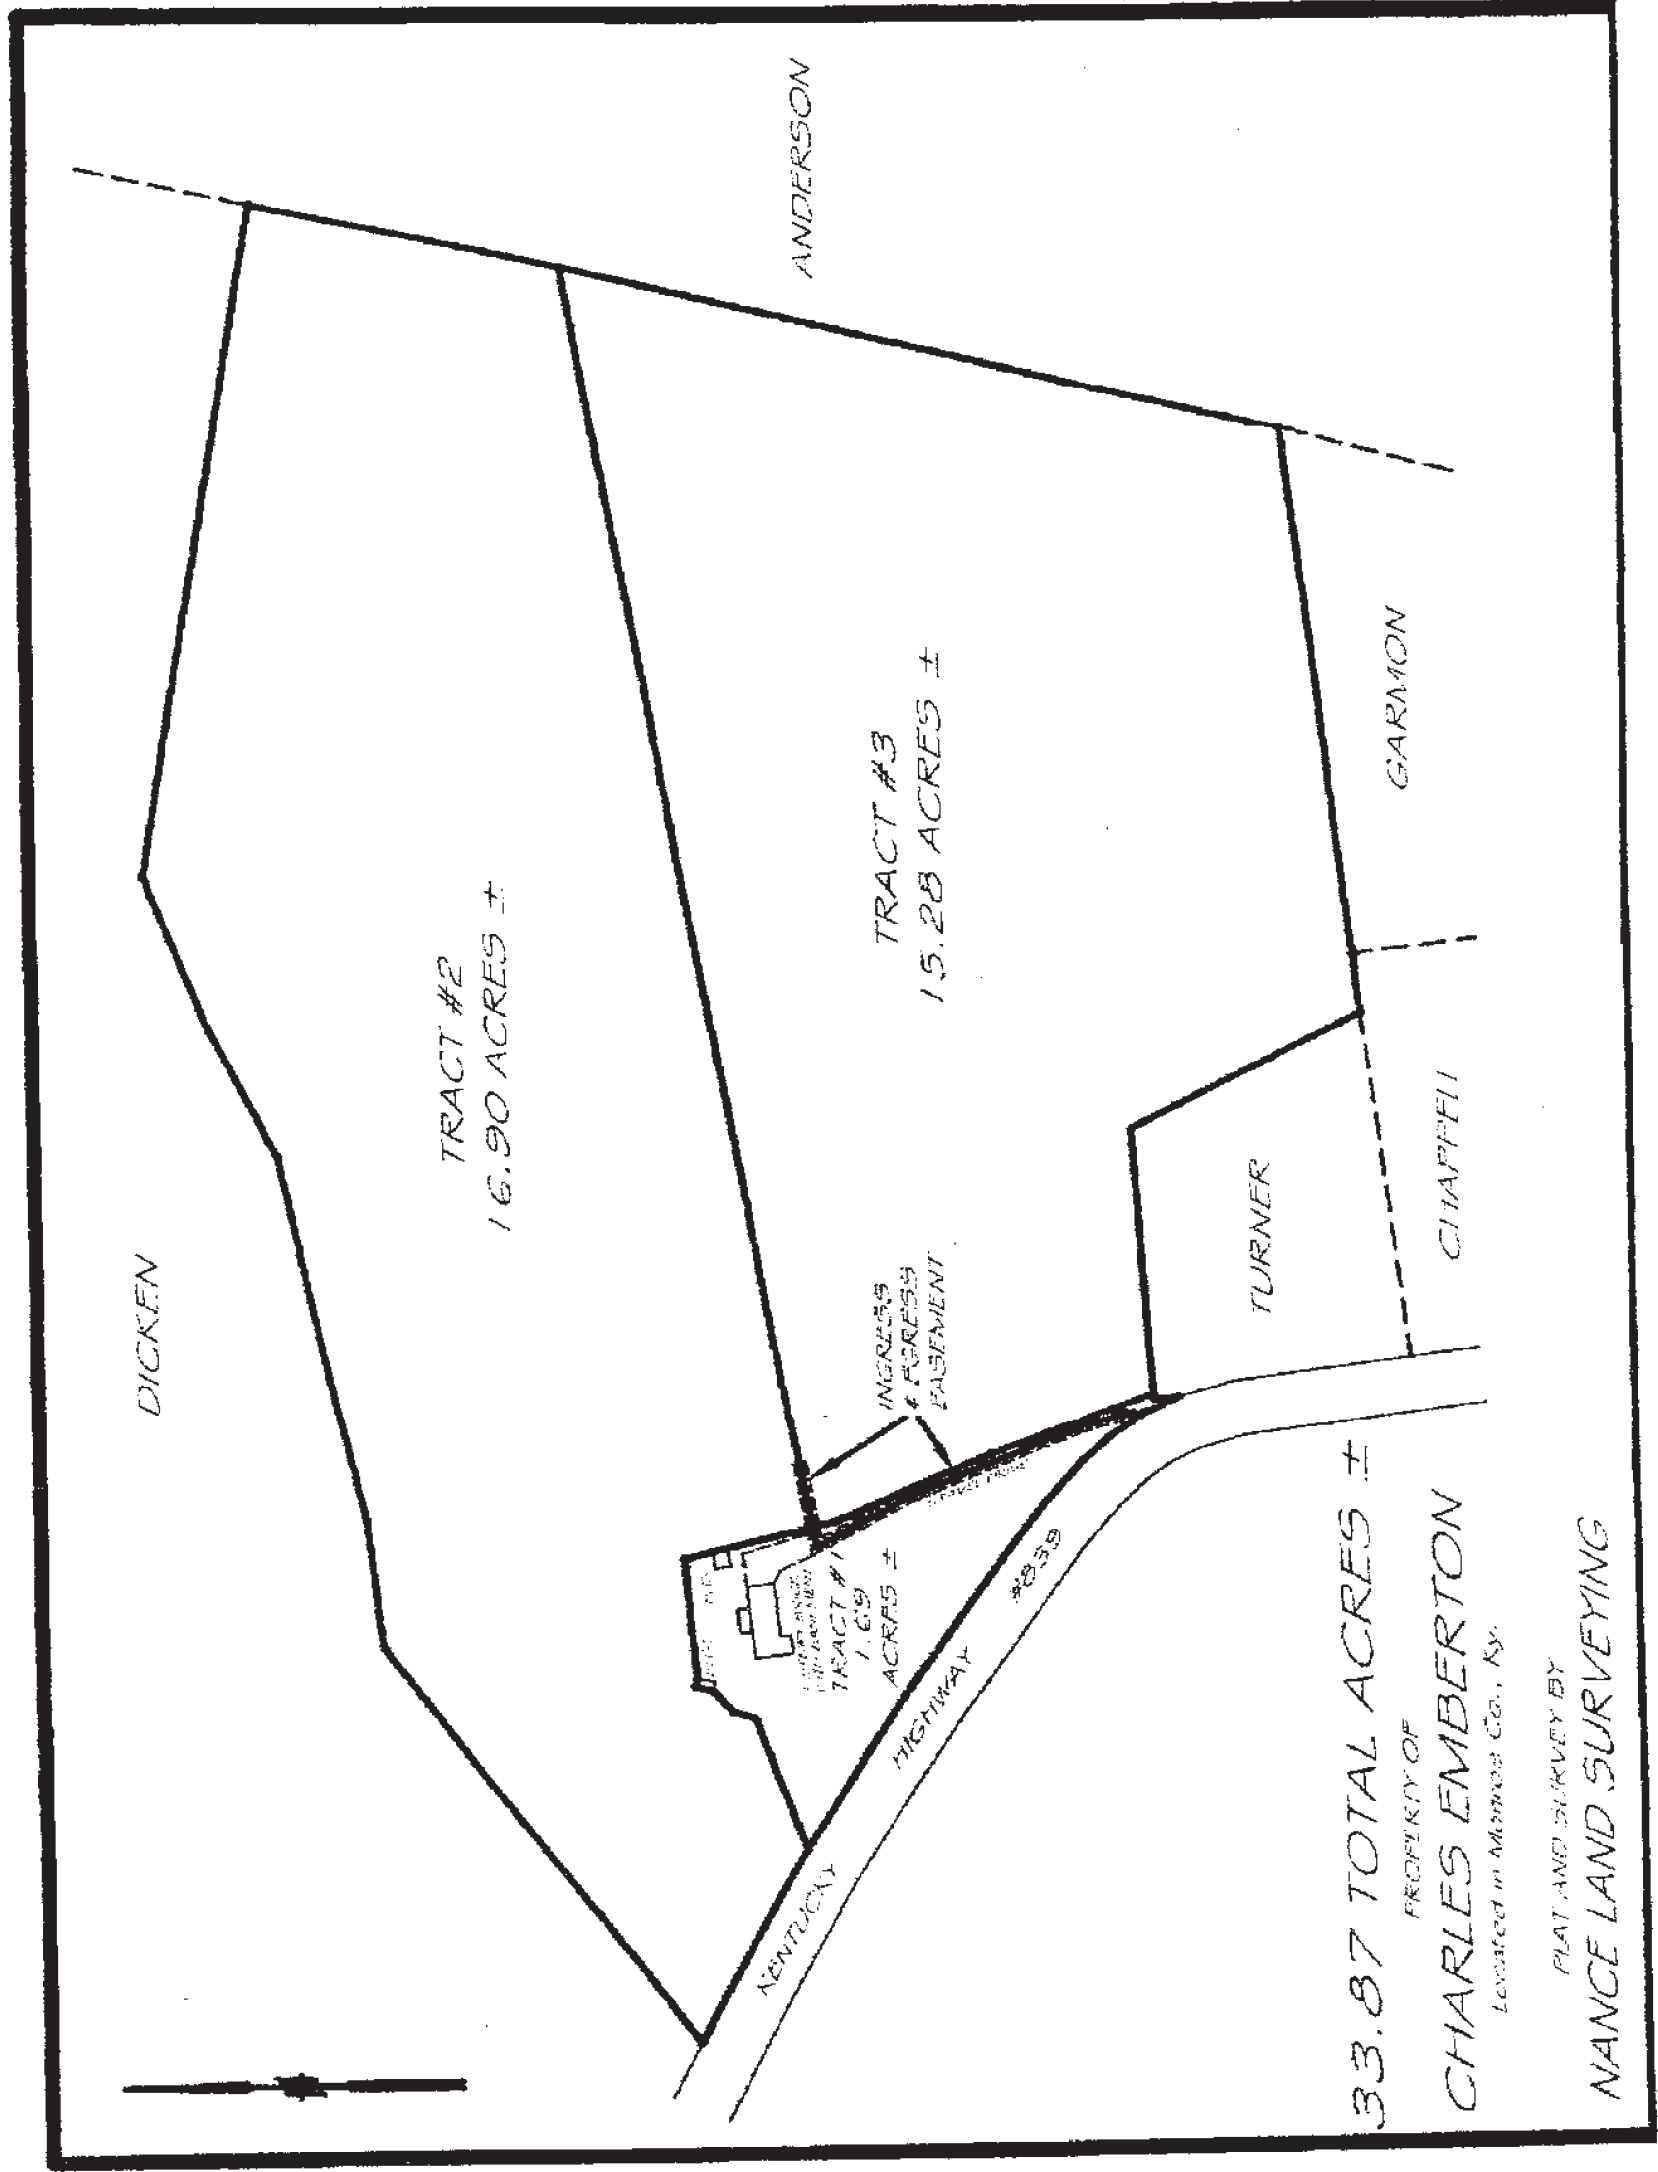 DICKEN
ANDERSON
TRACT #2
16.90 ACRES ±
TRACT #3
15.28 ACRES ±
INGRESS
& EGRESS
EASEMENT
TRACT #1
1.69
ACRES ±
GRAVEL DRIVE
TURNER
GARMON
CHAPPELL
KENTUCKY HIGHWAY #839
33.87 TOTAL ACRES ±
PROPERTY OF
CHARLES EMBERTON
Located in Monroe Co., Ky.
PLAT AND SURVEY BY
NANCE LAND SURVEYING